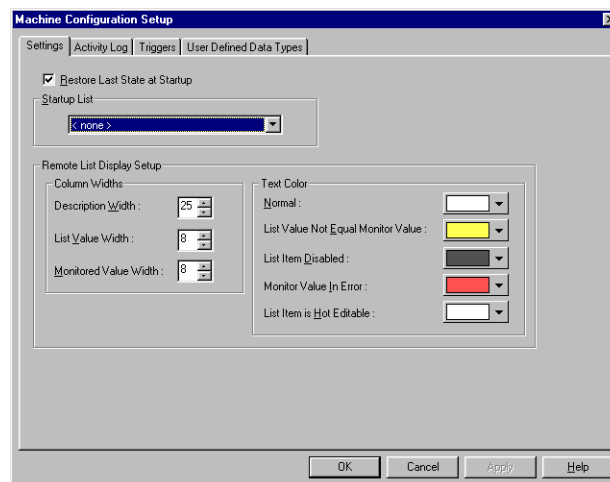 Machine Configuration Setup
Settings Activity Log Triggers User Defined Data Types
Restore Last State at Startup
Startup List
< none >
Remote List Display Setup
Column Widths
Description Width : 25
List Value Width : 8
Monitored Value Width : 8
Text Color
Normal :
List Value Not Equal Monitor Value :
List Item Disabled :
Monitor Value In Error :
List Item is Hot Editable :
OK Cancel Apply Help